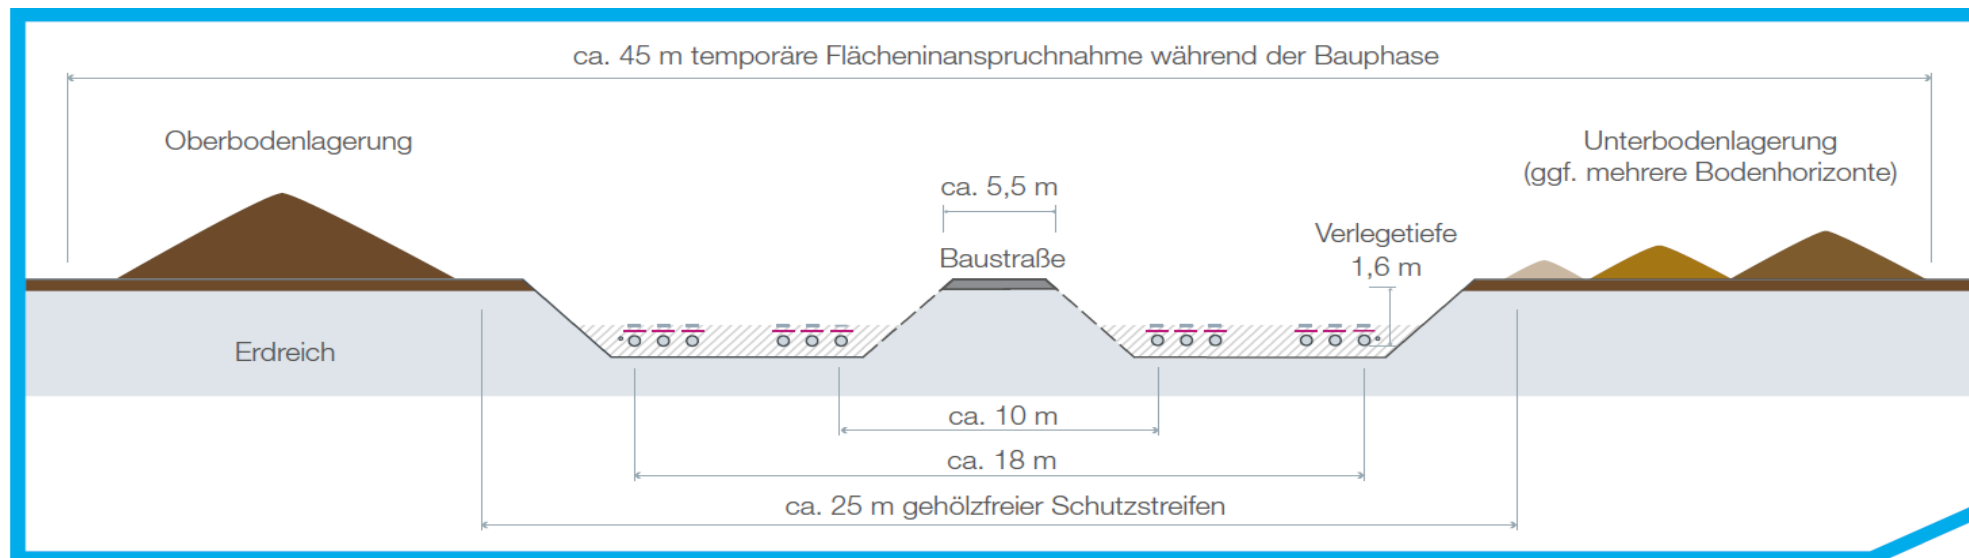 ca. 45 m temporäre Flächeninanspruchnahme während der Bauphase
Oberbodenlagerung
Unterbodenlagerung
(ggf. mehrere Bodenhorizonte)
ca. 5,5 m
Verlegetiefe
1,6 m
Baustraße
Erdreich
ca. 10 m
ca. 18 m
ca. 25 m gehölzfreier Schutzstreifen